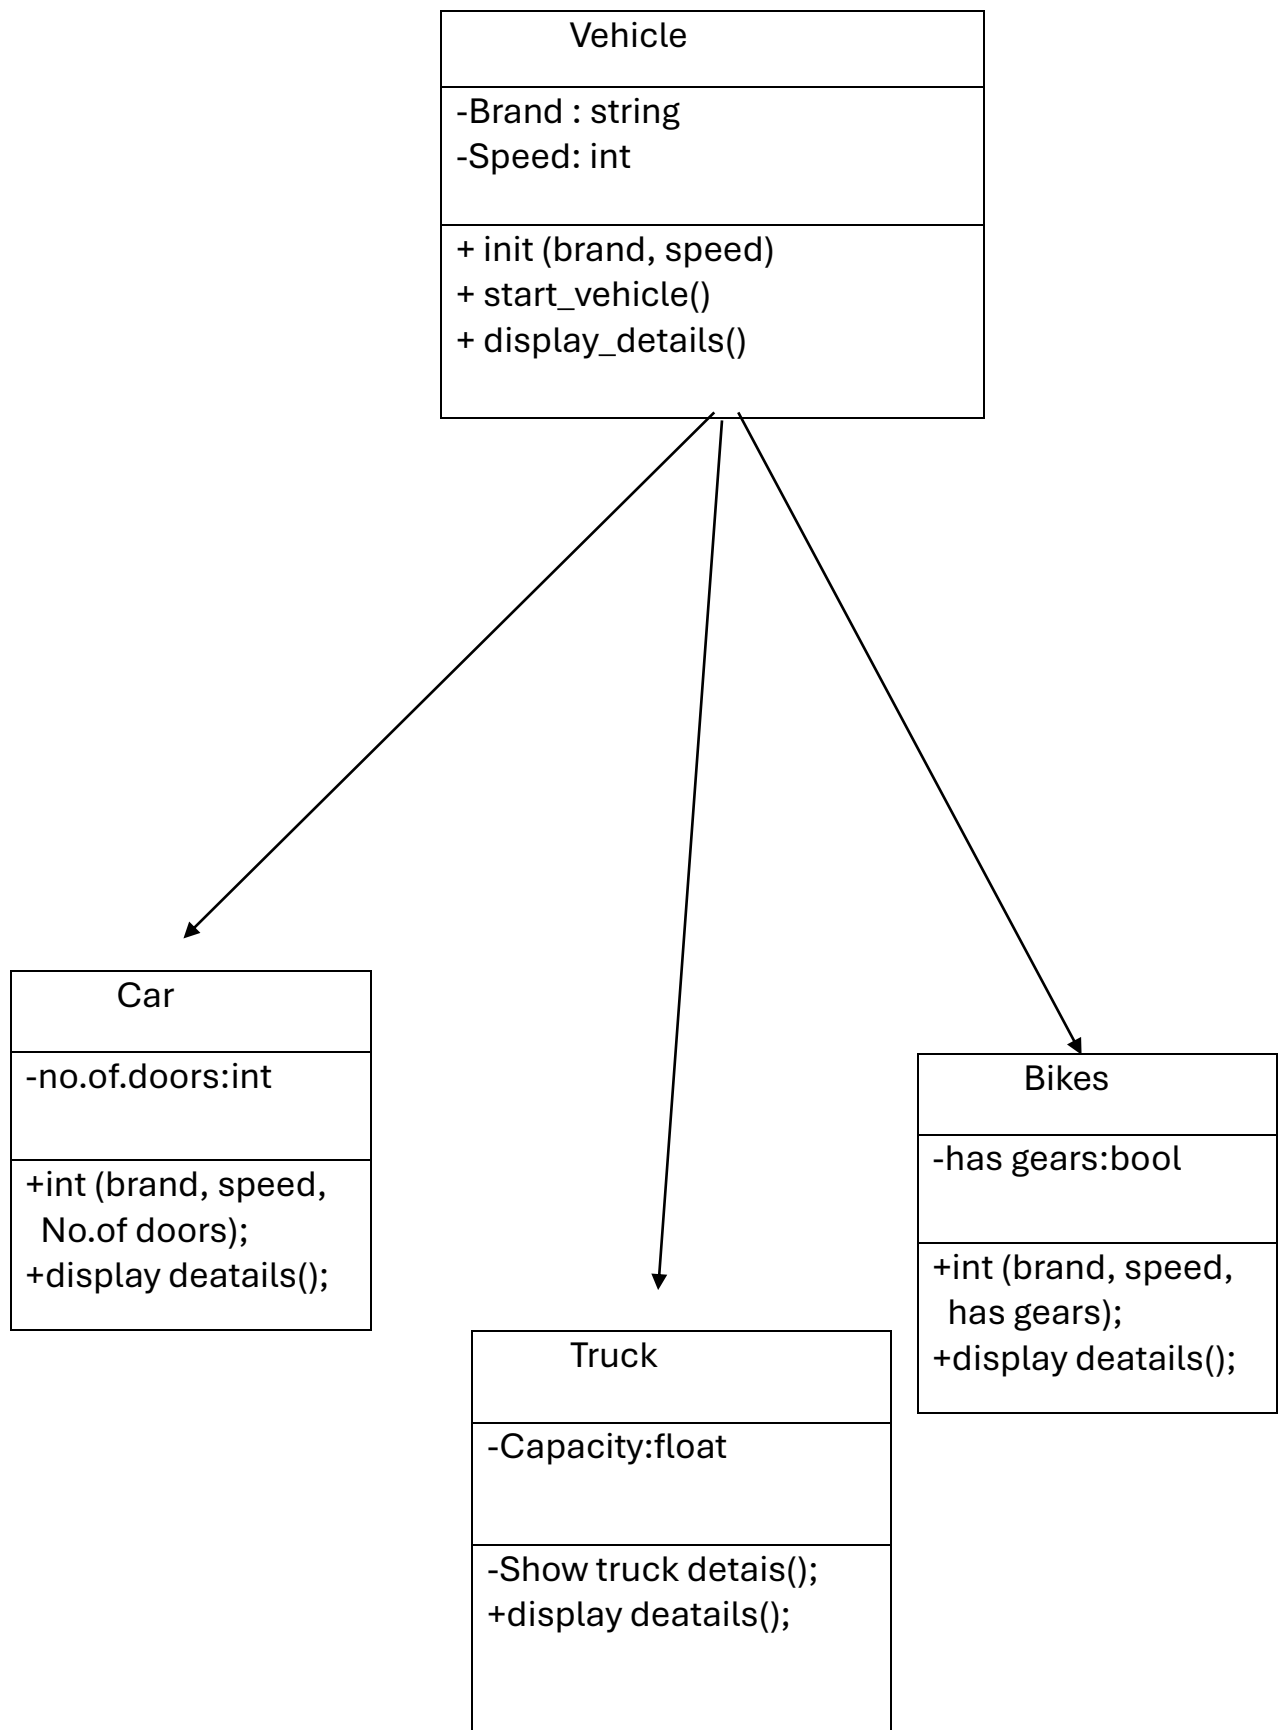 Vehicle
-Brand : string
-Speed: int
+ init (brand, speed)
+ start_vehicle()
+ display_details()
Car
-no.of.doors:int
+int (brand, speed,
No.of doors);
+display deatails();
Bikes
-has gears:bool
+int (brand, speed,
has gears);
+display deatails();
Truck
-Capacity:float
-Show truck detais();
+display deatails();